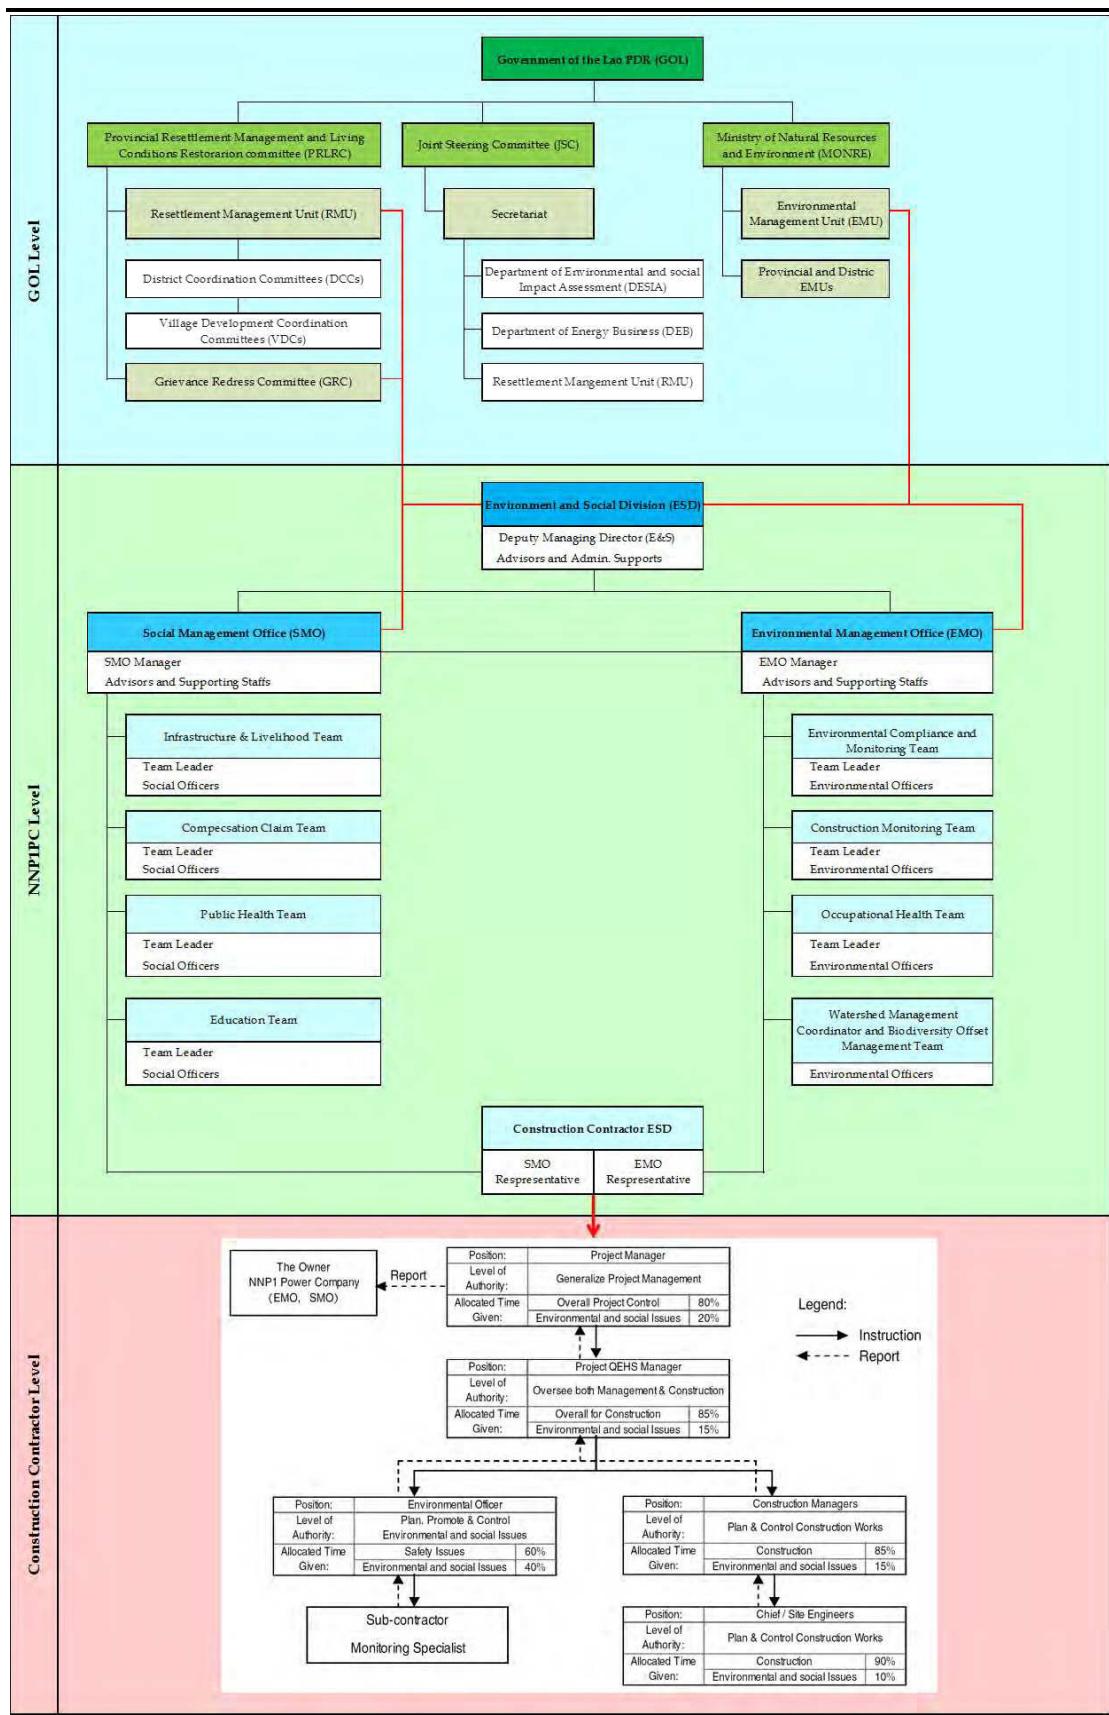 GOL Level
Government of the Lao PDR (GOL)
Provincial Resettlement Management and Living
Conditions Restorarion committee (PRLRC)
Joint Steering Committee (JSC)
Ministry of Natural Resources
and Environment (MONRE)
Resettlement Management Unit (RMU)
Secretariat
Environmental
Management Unit (EMU)
District Coordination Committees (DCCs)
Department of Environmental and social
Impact Assessment (DESIA)
Provincial and Distric
EMUs
Village Development Coordination
Committees (VDCs)
Department of Energy Business (DEB)
Grievance Redress Committee (GRC)
Resettlement Mangement Unit (RMU)
NNP1PC Level
Environment and Social Division (ESD)
Deputy Managing Director (E&S)
Advisors and Admin. Supports
Social Management Office (SMO)
SMO Manager
Advisors and Supporting Staffs
Environmental Management Office (EMO)
EMO Manager
Advisors and Supporting Staffs
Infrastructure & Livelihood Team
Team Leader
Social Officers
Environmental Compliance and
Monitoring Team
Team Leader
Environmental Officers
Compecsation Claim Team
Team Leader
Social Officers
Construction Monitoring Team
Team Leader
Environmental Officers
Public Health Team
Team Leader
Social Officers
Occupational Health Team
Team Leader
Environmental Officers
Education Team
Team Leader
Social Officers
Watershed Management
Coordinator and Biodiversity Offset
Management Team
Environmental Officers
Construction Contractor ESD
SMO
Respresentative
EMO
Respresentative
Construction Contractor Level
The Owner
NNP1 Power Company
(EMO, SMO)
Report
Position: Project Manager
Level of
Authority: Generalize Project Management
Allocated Time Overall Project Control 80%
Given: Environmental and social Issues 20%
Legend:
Instruction
Report
Position: Project QEHS Manager
Level of
Authority: Oversee both Management & Construction
Allocated Time Overall for Construction 85%
Given: Environmental and social Issues 15%
Position: Environmental Officer
Level of Plan, Promote & Control
Authority: Environmental and social Issues
Allocated Time Safety Issues 60%
Given: Environmental and social Issues 40%
Position: Construction Managers
Level of
Authority: Plan & Control Construction Works
Allocated Time Construction 85%
Given: Environmental and social Issues 15%
Sub-contractor
Monitoring Specialist
Position: Chief / Site Engineers
Level of
Authority: Plan & Control Construction Works
Allocated Time Construction 90%
Given: Environmental and social Issues 10%